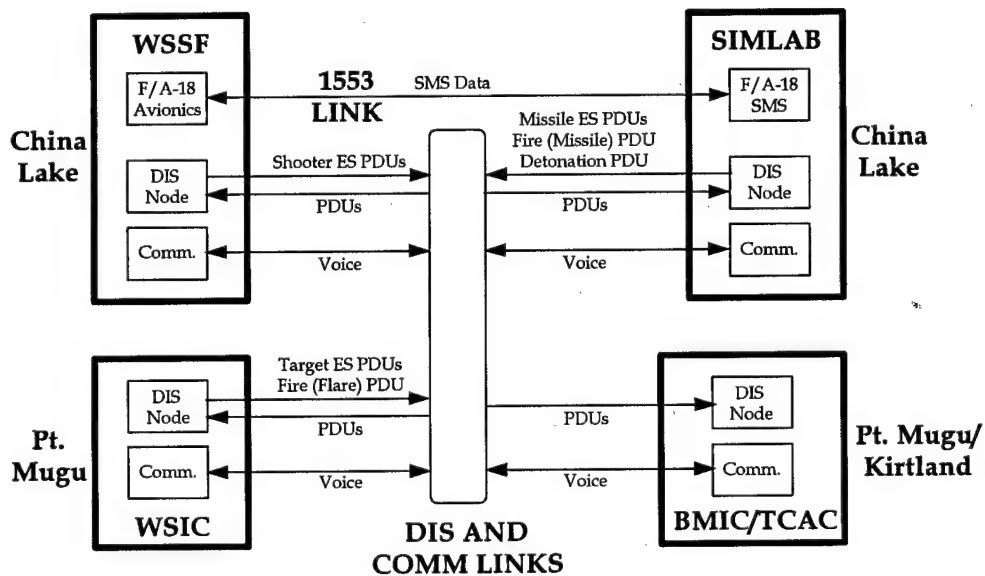 WSSF
F/A-18
Avionics
China
Lake
DIS
Node
Comm.
1553
LINK
SMS Data
Shooter ES PDUs
PDUs
Voice
SIMLAB
F/A-18
SMS
China
Lake
Missile ES PDUs
Fire (Missile) PDU
Detonation PDU
DIS
Node
PDUs
Comm.
Voice
Target ES PDUs
Fire (Flare) PDU
DIS
Node
PDUs
Pt.
Mugu
Comm.
Voice
WSIC
DIS AND
COMM LINKS
PDUs
DIS
Node
Pt. Mugu/
Kirtland
Voice
Comm.
BMIC/TCAC